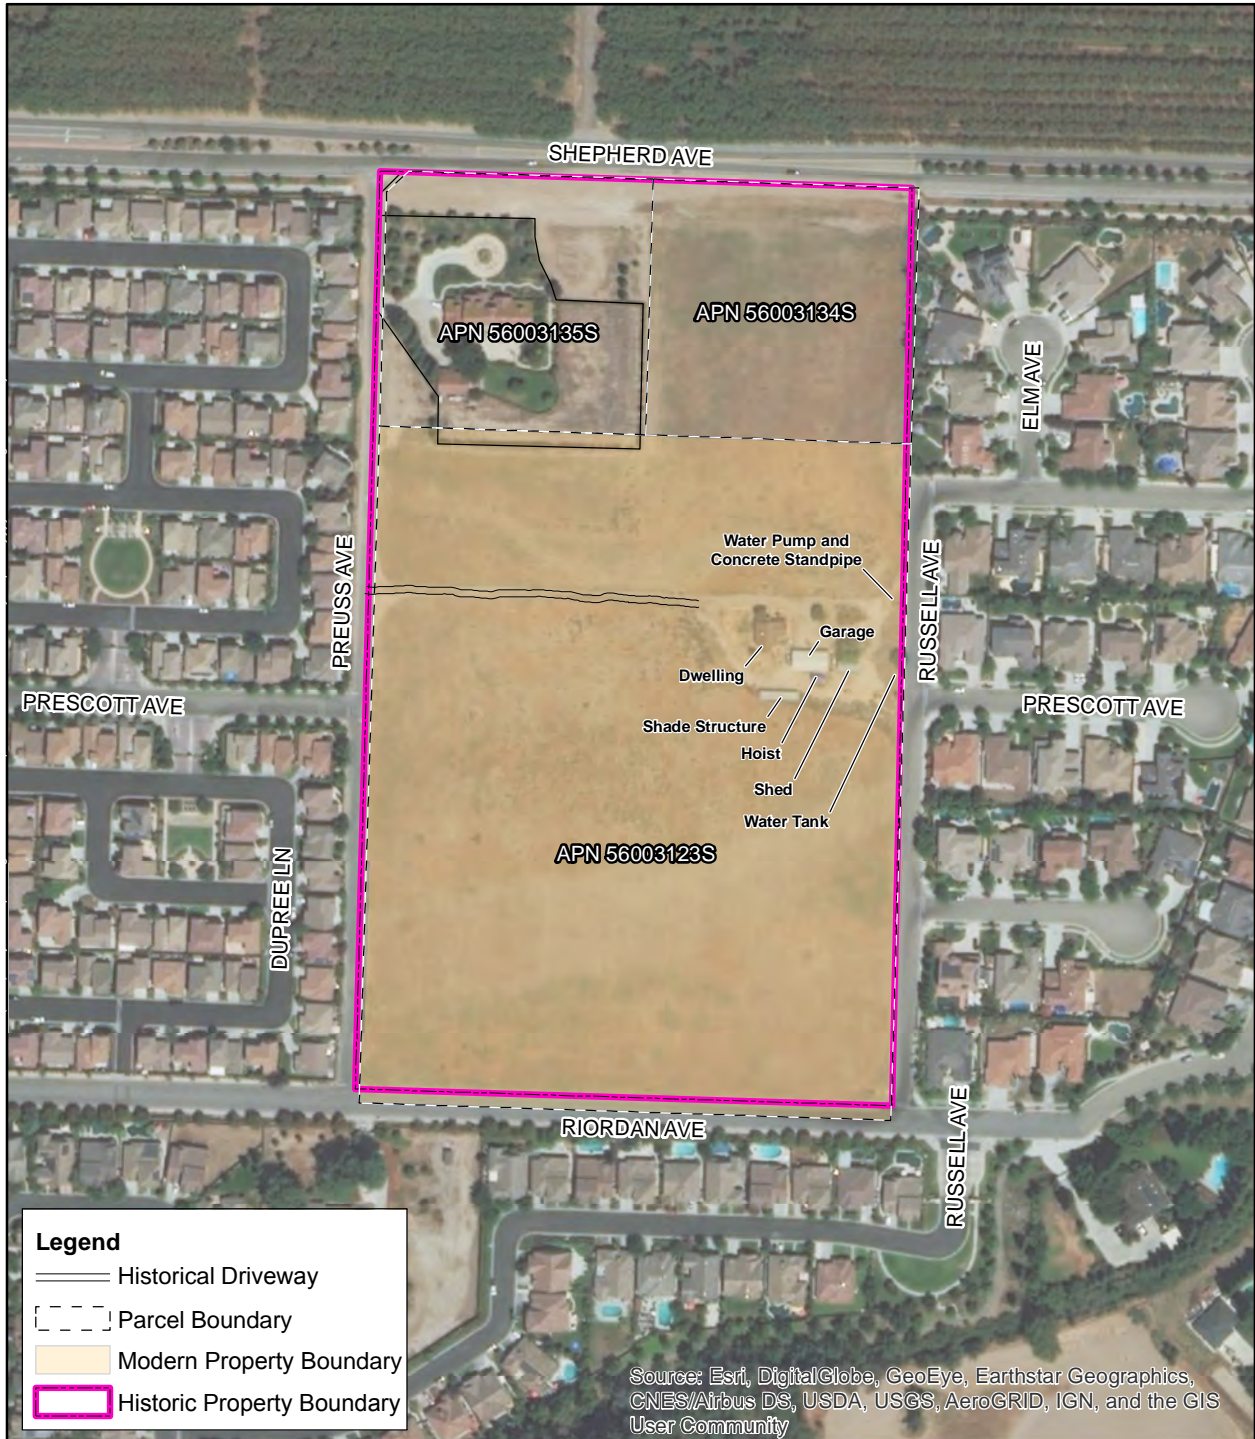 SHEPHERD AVE
APN 56003135S
APN 56003134S
ELM AVE
Water Pump and
Concrete Standpipe
PREUSS AVE
RUSSELL AVE
Garage
Dwelling
PRESCOTT AVE
PRESCOTT AVE
Shade Structure
Hoist
Shed
Water Tank
APN 56003123S
DUPREE LN
RIORDAN AVE
RUSSELL AVE
Legend
Historical Driveway
Parcel Boundary
Modern Property Boundary
Historic Property Boundary
Source: Esri, DigitalGlobe, GeoEye, Earthstar Geographics,
CNES/Airbus DS, USDA, USGS, AeroGRID, IGN, and the GIS
User Community